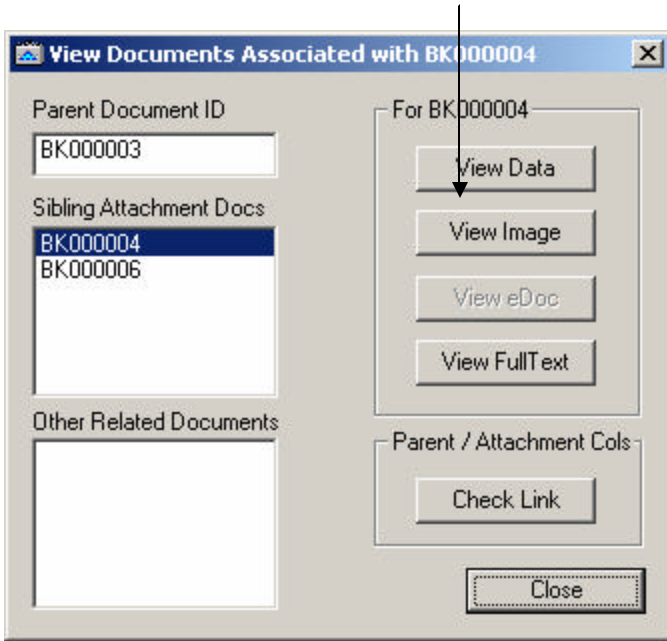 View Documents Associated with BK000004
Parent Document ID
BK000003
Sibling Attachment Docs
BK000004
BK000006
Other Related Documents
For BK000004
View Data
View Image
View eDoc
View FullText
Parent / Attachment Cols
Check Link
Close